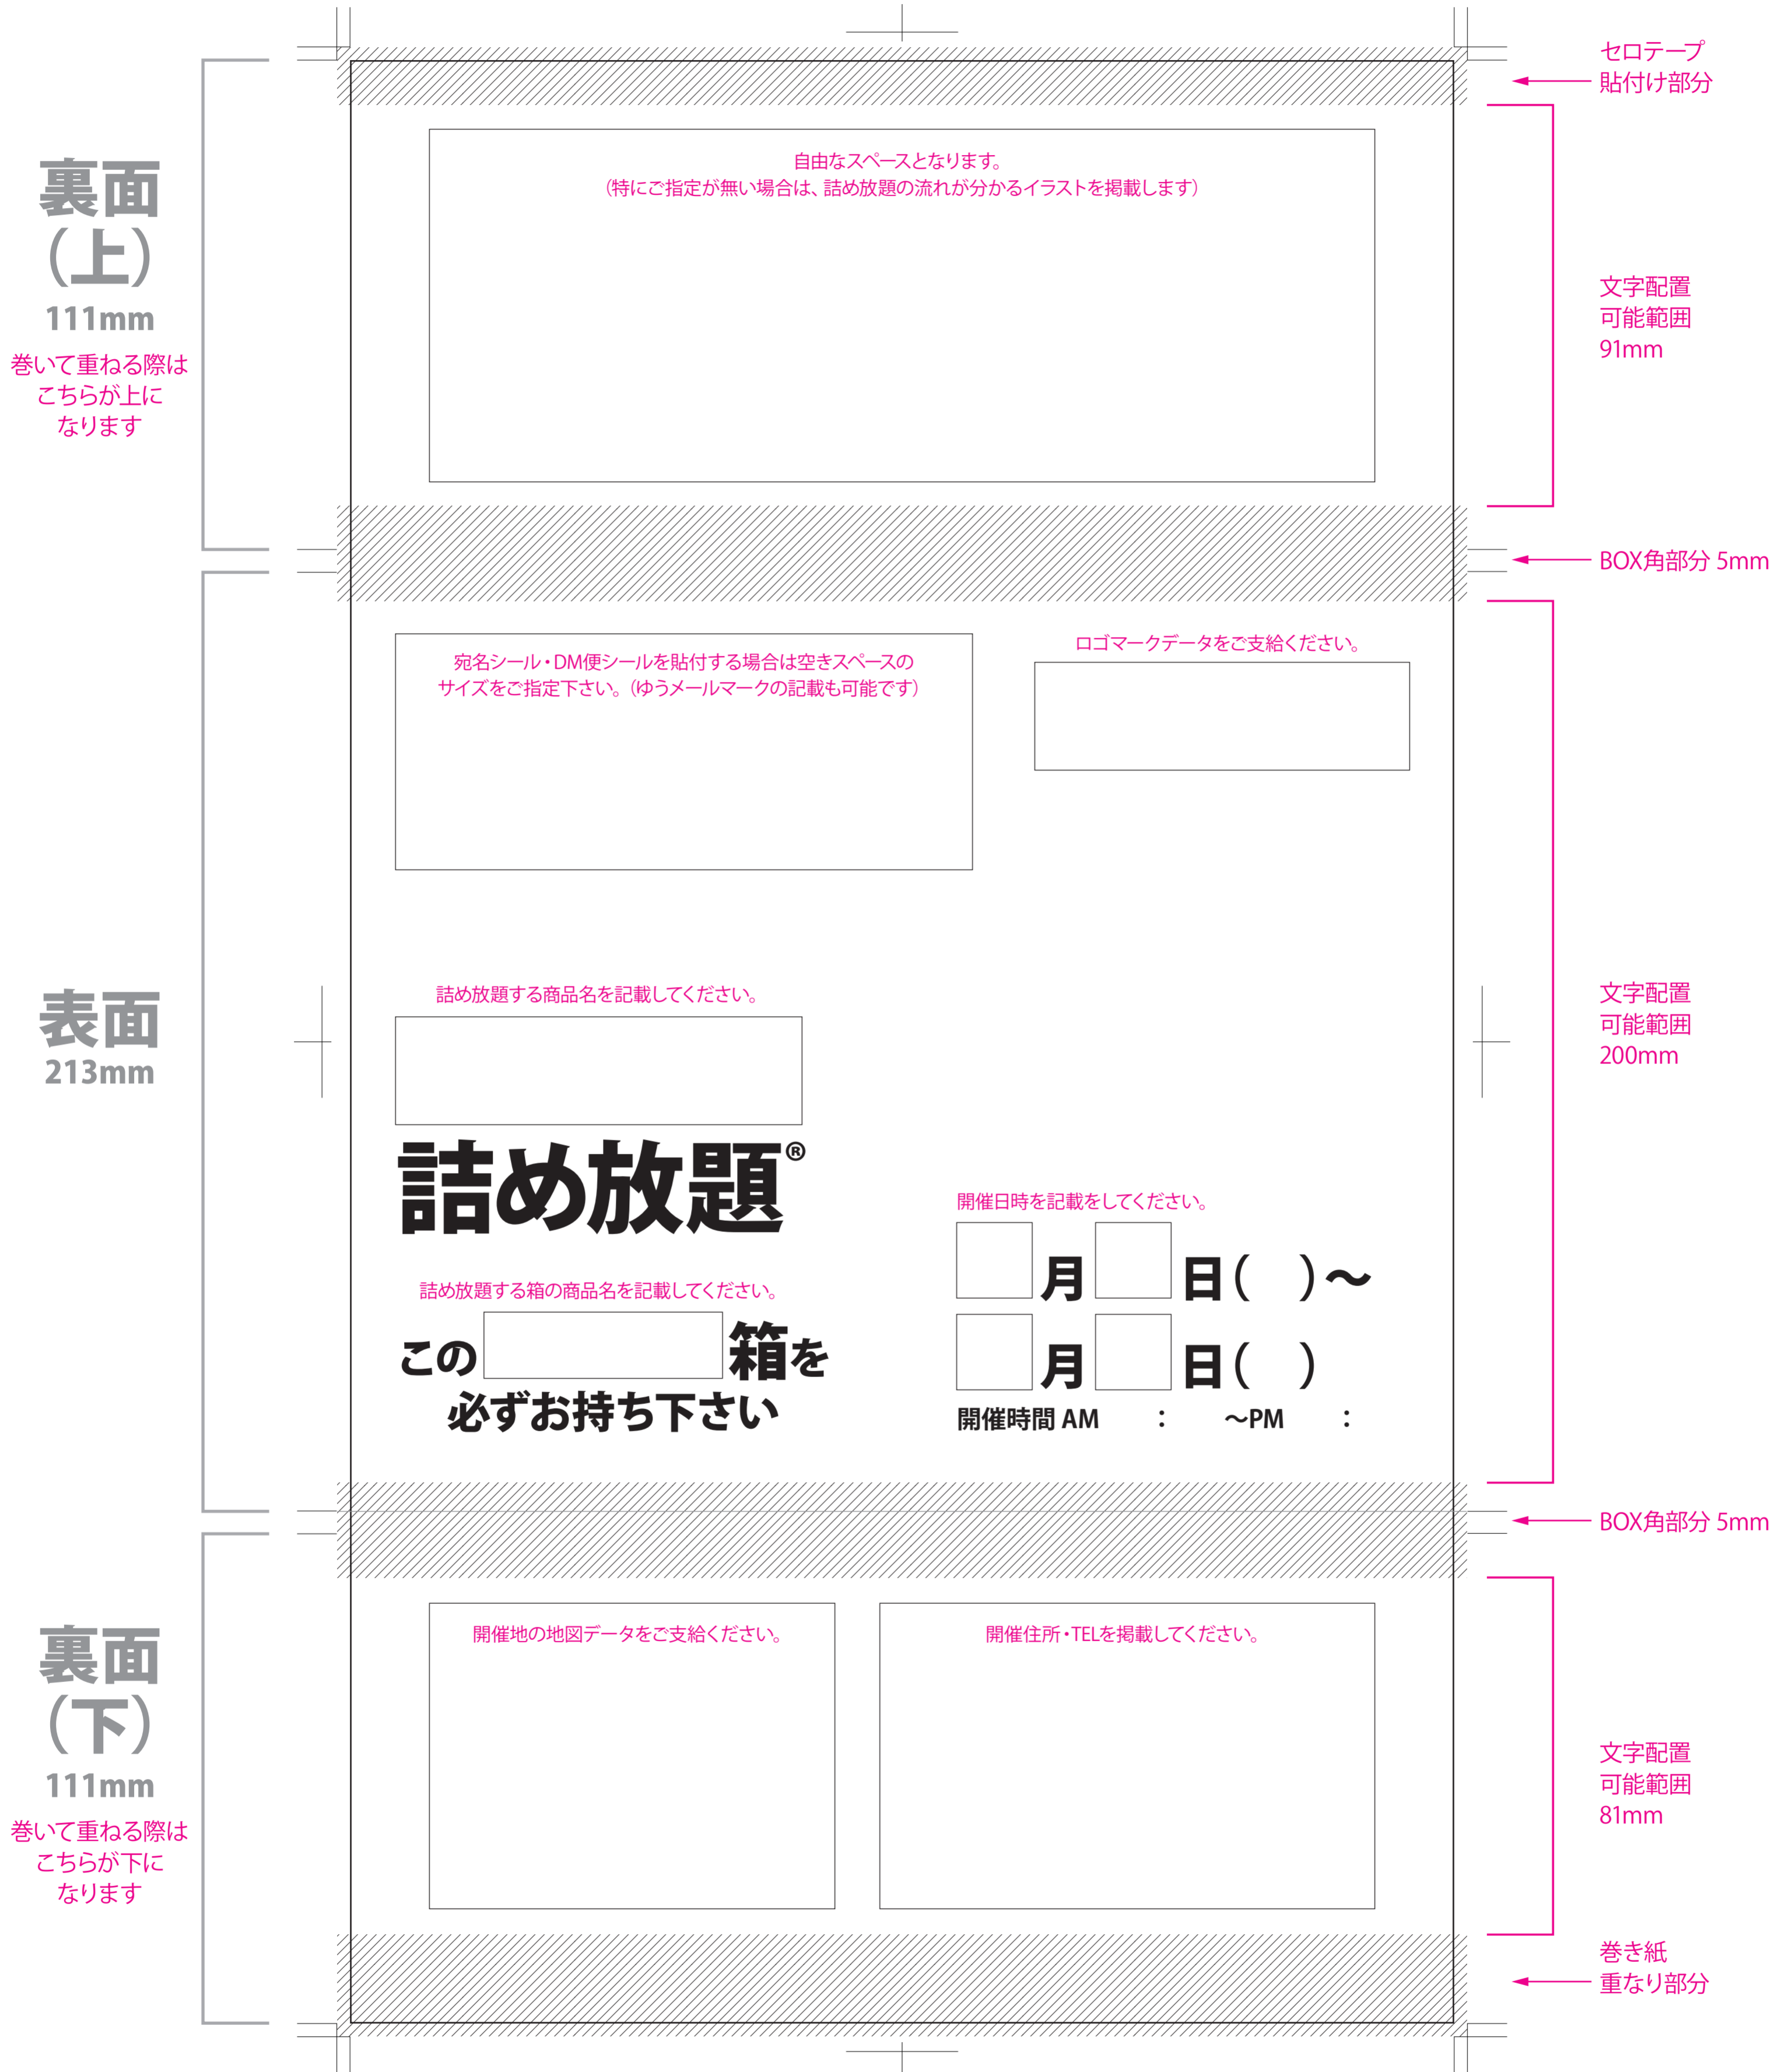 セロテープ
貼付け部分
裏面
（上）
111mm
巻いて重ねる際は
こちらが上に
なります
自由なスペースとなります。
（特にご指定が無い場合は、詰め放題の流れが分かるイラストを掲載します）
文字配置
可能範囲
91mm
BOX角部分 5mm
宛名シール・DM便シールを貼付する場合は空きスペースの
サイズをご指定下さい。（ゆうメールマークの記載も可能です）
ロゴマークデータをご支給ください。
表面
213mm
詰め放題する商品名を記載してください。
詰め放題®
文字配置
可能範囲
200mm
詰め放題する箱の商品名を記載してください。
この 箱を
必ずお持ち下さい
開催日時を記載をしてください。
月 日（ ）～
月 日（ ）
開催時間 AM : ～PM :
BOX角部分 5mm
裏面
（下）
111mm
巻いて重ねる際は
こちらが下に
なります
開催地の地図データをご支給ください。
開催住所・TELを掲載してください。
文字配置
可能範囲
81mm
巻き紙
重なり部分